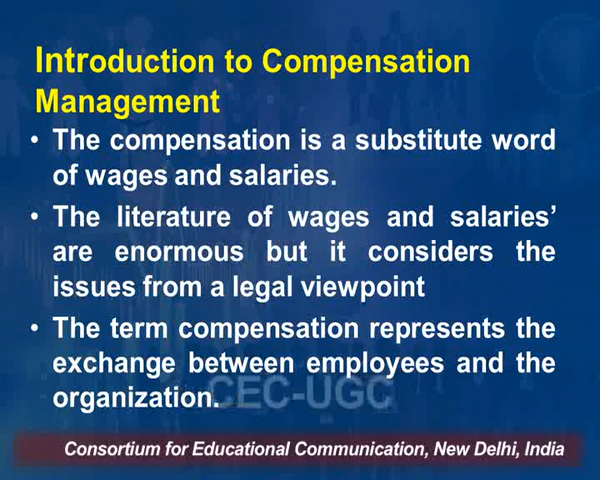 Introduction to Compensation
Management
• The compensation is a substitute word
of wages and salaries.
• The literature of wages and salaries’
are enormous but it considers the
issues from a legal viewpoint
• The term compensation represents the
exchange between employees and the
organization.
CEC-UGC
Consortium for Educational Communication, New Delhi, India